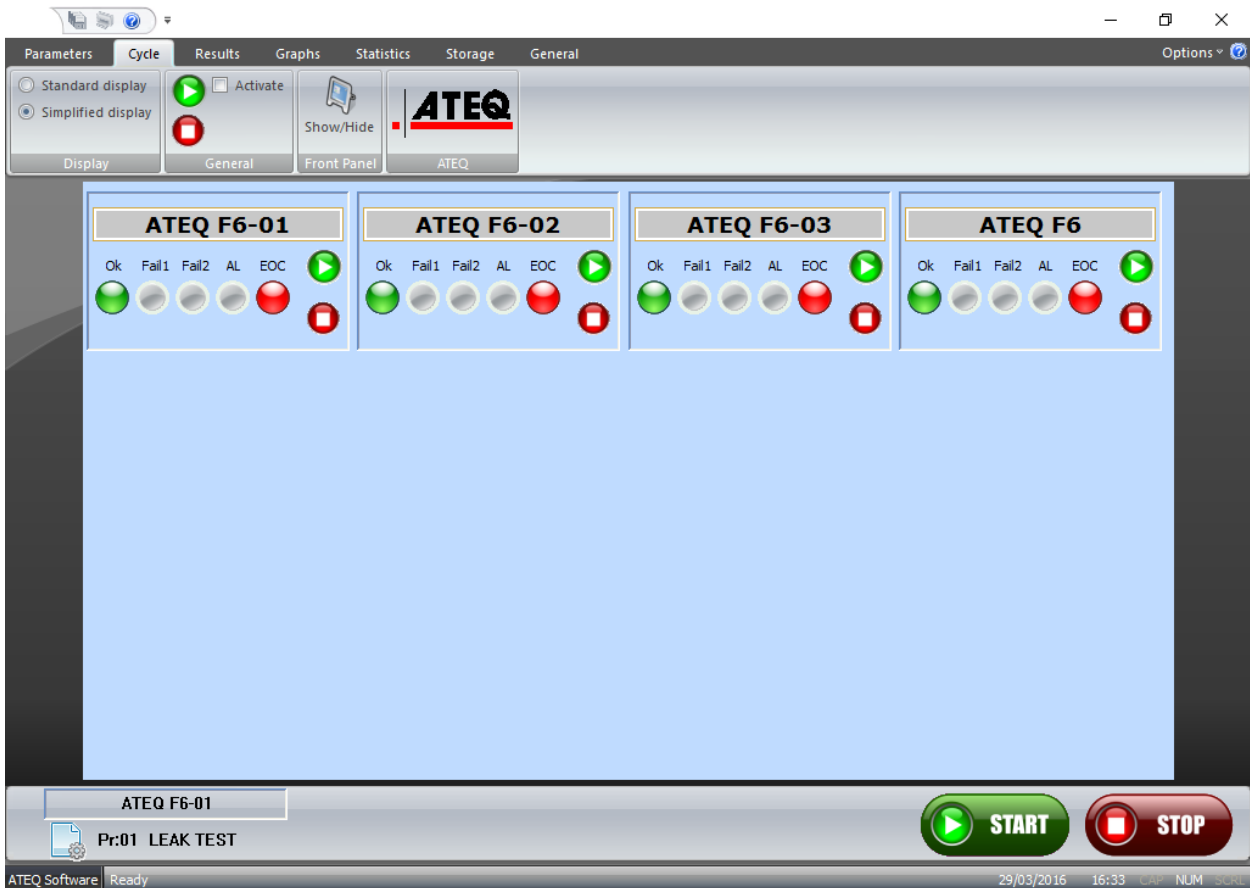 Parameters Cycle Results Graphs Statistics Storage General Options
Standard display
Simplified display
Activate
Show/Hide
ATEQ
Display General Front Panel ATEQ
ATEQ F6-01 ATEQ F6-02 ATEQ F6-03 ATEQ F6
Ok Fail1 Fail2 AL EOC Ok Fail1 Fail2 AL EOC Ok Fail1 Fail2 AL EOC Ok Fail1 Fail2 AL EOC
ATEQ F6-01
Pr:01 LEAK TEST
START STOP
ATEQ Software Ready 29/03/2016 16:33 CAP NUM SCRL